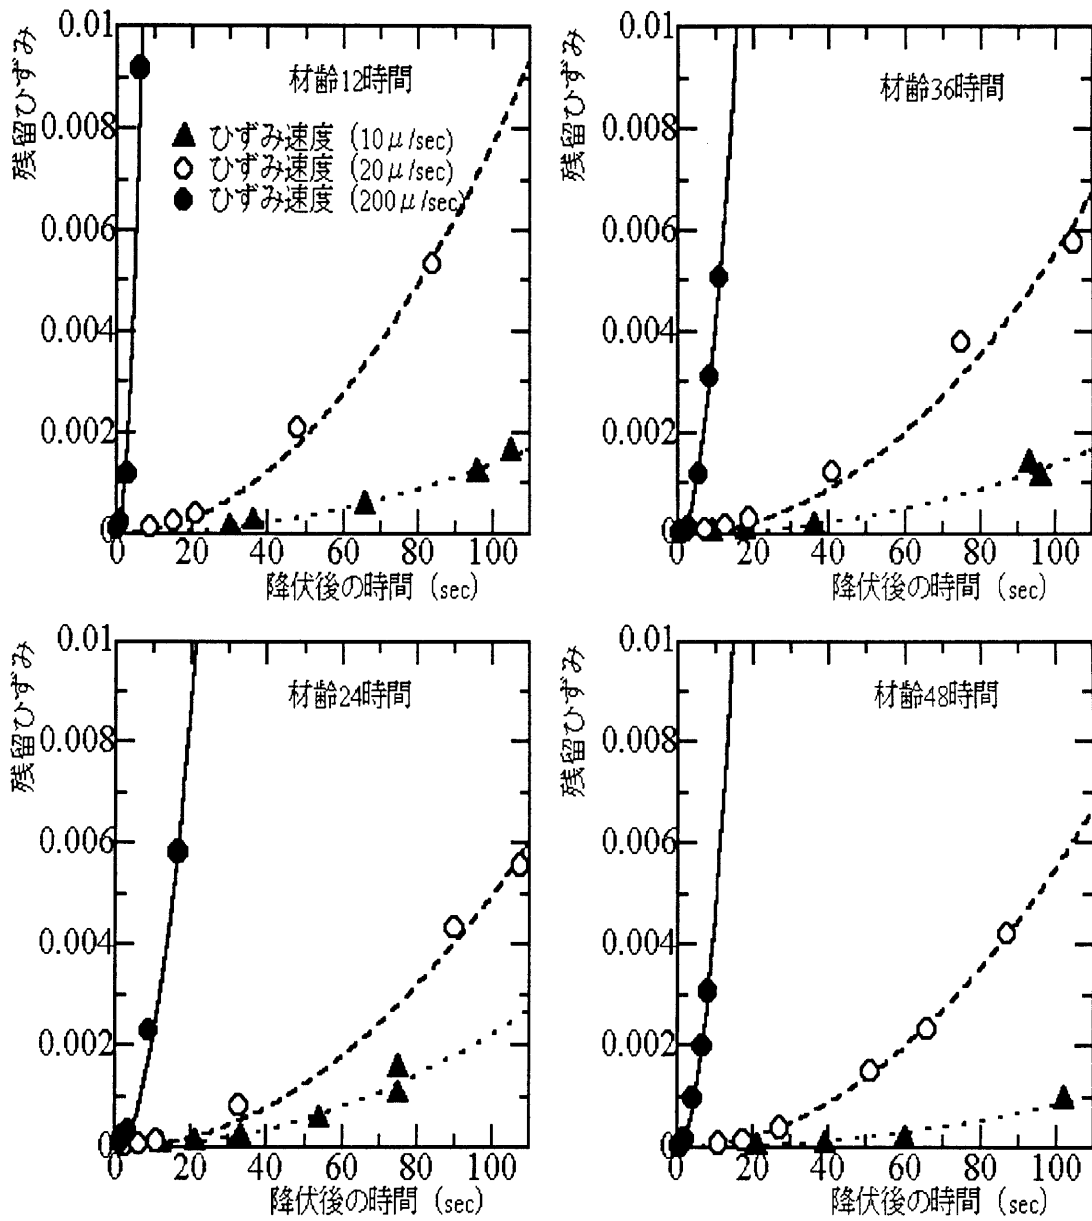 残留ひずみ
0.01
0.008
0.006
0.004
0.002
0
材齢12時間
ひずみ速度 (10μ/sec)
ひずみ速度 (20μ/sec)
ひずみ速度 (200μ/sec)
0 20 40 60 80 100
降伏後の時間 (sec)
残留ひずみ
0.01
0.008
0.006
0.004
0.002
0
材齢36時間
0 20 40 60 80 100
降伏後の時間 (sec)
残留ひずみ
0.01
0.008
0.006
0.004
0.002
0
材齢24時間
0 20 40 60 80 100
降伏後の時間 (sec)
残留ひずみ
0.01
0.008
0.006
0.004
0.002
0
材齢48時間
0 20 40 60 80 100
降伏後の時間 (sec)